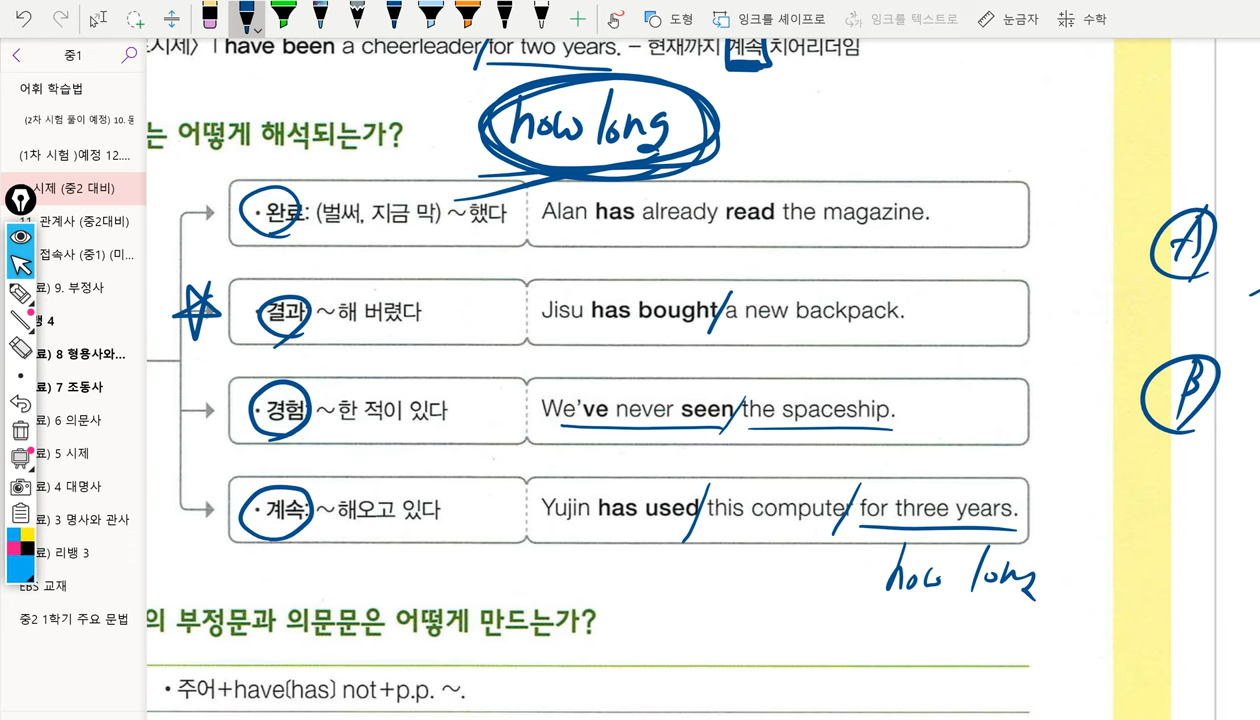 도형
잉크를 셰이프로
잉크를 텍스트로
눈금자
수학
중1
어휘 학습법
(2차 시험 풀이 예정) 10.
(1차 시험 )예정 12....
시제 (중2 대비)
관계사 (중2대비)
접속사 (중1) (미...
료) 9. 부정사
뱅 4
료) 8 형용사와...
료) 7 조동사
료) 6 의문사
료) 5 시제
료) 4 대명사
료) 3 명사와 관사
료) 리뱅 3
EBS 교재
중2 1학기 주요 문법
시제〉 I have been a cheerleader for two years. – 현재까지 계속 치어리더임
how long
는 어떻게 해석되는가?
• 완료: (벌써, 지금 막) ~했다
Alan has already read the magazine.
A
결과 ~해 버렸다
Jisu has bought a new backpack.
• 경험 ~한 적이 있다
We've never seen the spaceship.
B
• 계속: ~해오고 있다
Yujin has used this computer for three years.
how long
의 부정문과 의문문은 어떻게 만드는가?
• 주어+have(has) not+p.p. ~.